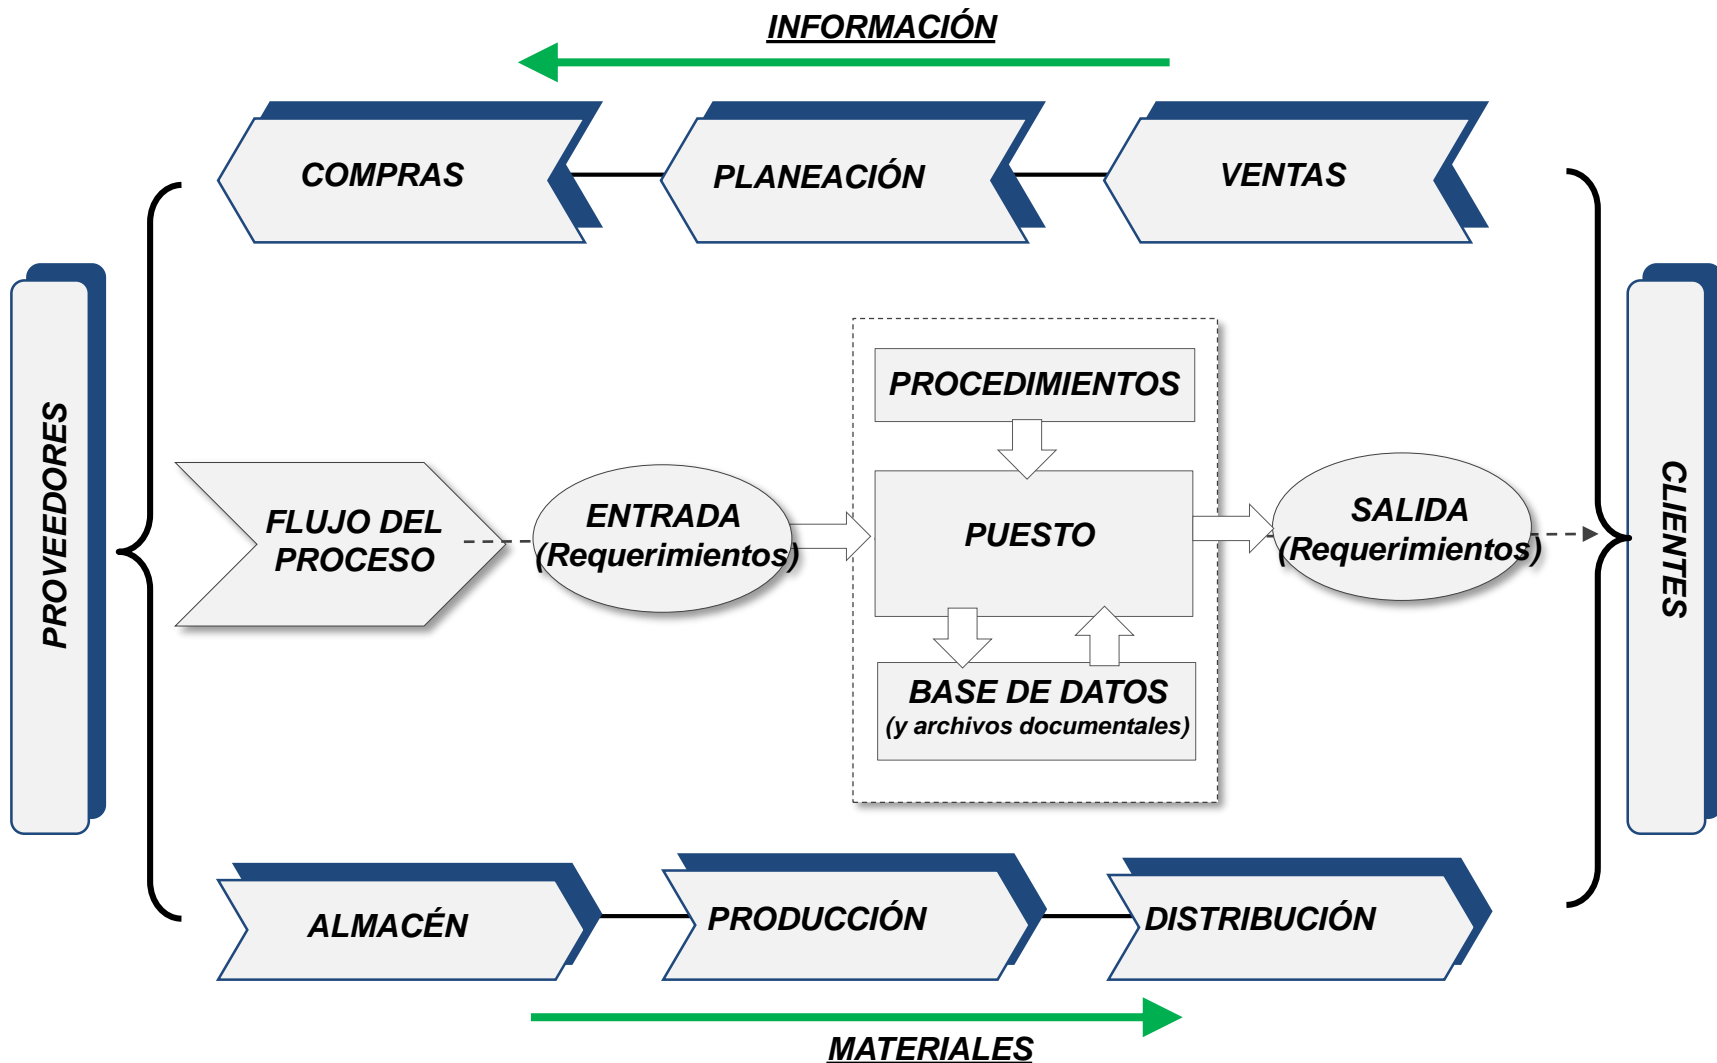 INFORMACIÓN
COMPRAS
PLANEACIÓN
VENTAS
PROVEEDORES
FLUJO DEL
PROCESO
ENTRADA
(Requerimientos)
PROCEDIMIENTOS
PUESTO
BASE DE DATOS
(y archivos documentales)
SALIDA
(Requerimientos)
CLIENTES
ALMACÉN
PRODUCCIÓN
DISTRIBUCIÓN
MATERIALES